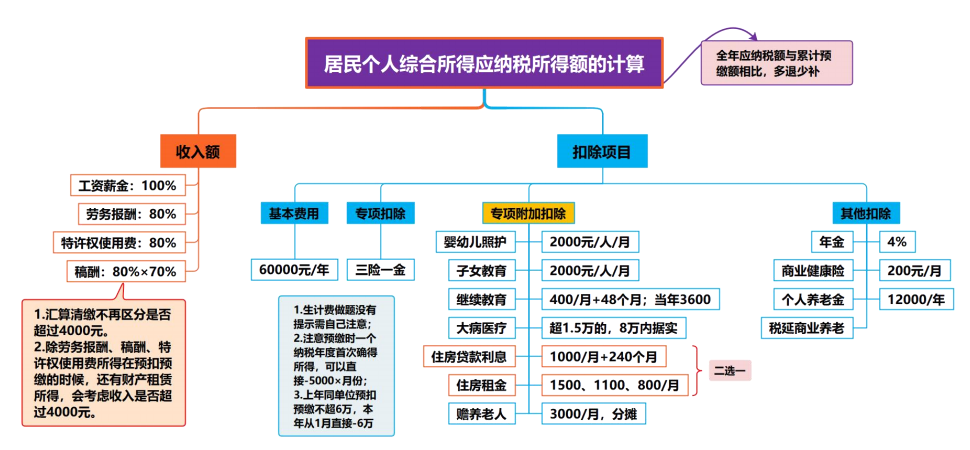 居民个人综合所得应纳税所得额的计算
全年应纳税额与累计预
缴额相比，多退少补
收入额
工资薪金：100%
劳务报酬：80%
特许权使用费：80%
稿酬：80%×70%
1.汇算清缴不再区分是否
超过4000元。
2.除劳务报酬、稿酬、特
许权使用费所得在预扣预
缴的时候，还有财产租赁
所得，会考虑收入是否超
过4000元。
扣除项目
基本费用
60000元/年
专项扣除
三险一金
1.生计费做题没有
提示需自己注意；
2.注意预缴时一个
纳税年度首次确得
所得，可以直
接-5000×月份；
3.上年同单位预扣
预缴不超6万，本
年从1月直接-6万
专项附加扣除
婴幼儿照护
2000元/人/月
子女教育
2000元/人/月
继续教育
400/月+48个月；当年3600
大病医疗
超1.5万的，8万内据实
住房贷款利息
1000/月+240个月
住房租金
1500、1100、800/月
二选一
赡养老人
3000/月，分摊
其他扣除
年金
4%
商业健康险
200元/月
个人养老金
12000/年
税延商业养老